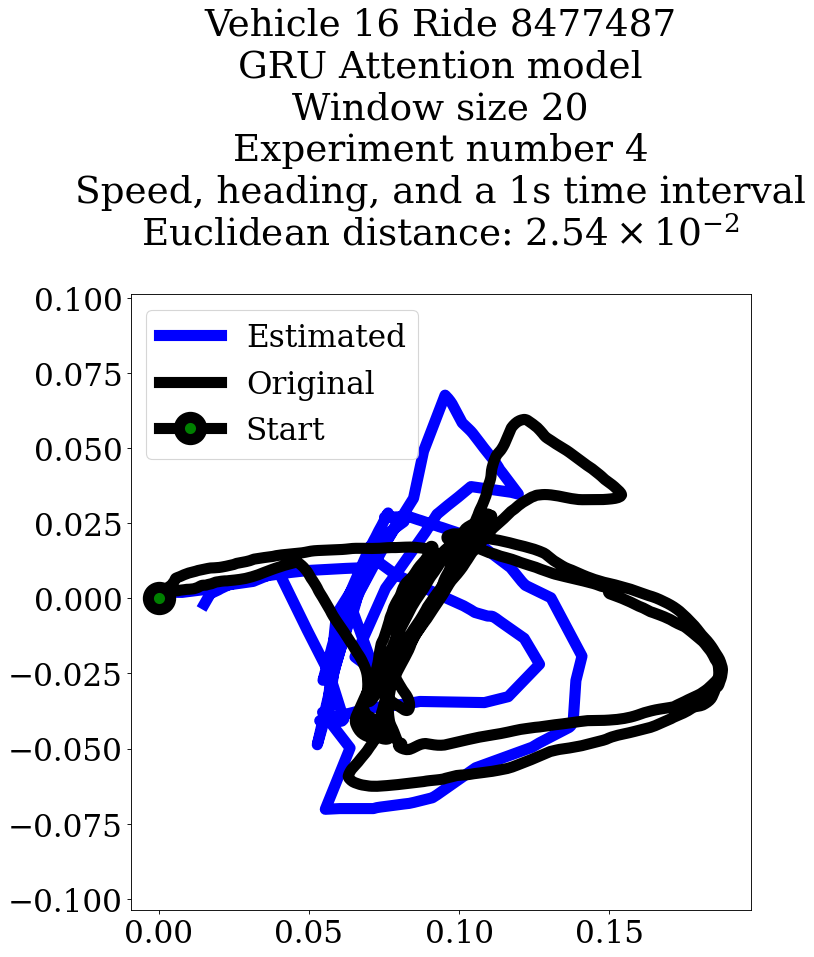 Vehicle 16 Ride 8477487
GRU Attention model
Window size 20
Experiment number 4
Speed, heading, and a 1s time interval
Euclidean distance: 2.54 × 10⁻²
0.100
0.075
0.050
0.025
0.000
−0.025
−0.050
−0.075
−0.100
Estimated
Original
Start
0.00 0.05 0.10 0.15